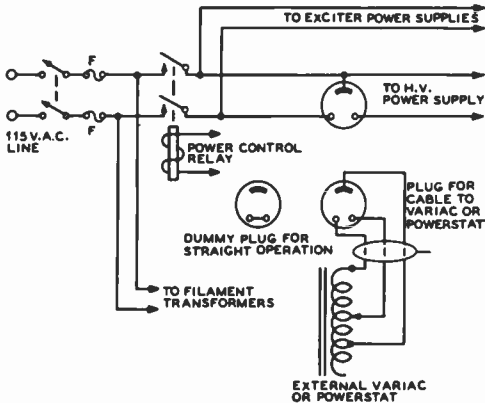 TO EXCITER POWER SUPPLIES
F
F
115 V. A.C.
LINE
TO H.V.
POWER SUPPLY
POWER CONTROL
RELAY
DUMMY PLUG FOR
STRAIGHT OPERATION
PLUG FOR
CABLE TO
VARIAC OR
POWERSTAT
TO FILAMENT
TRANSFORMERS
EXTERNAL VARIAC
OR POWERSTAT